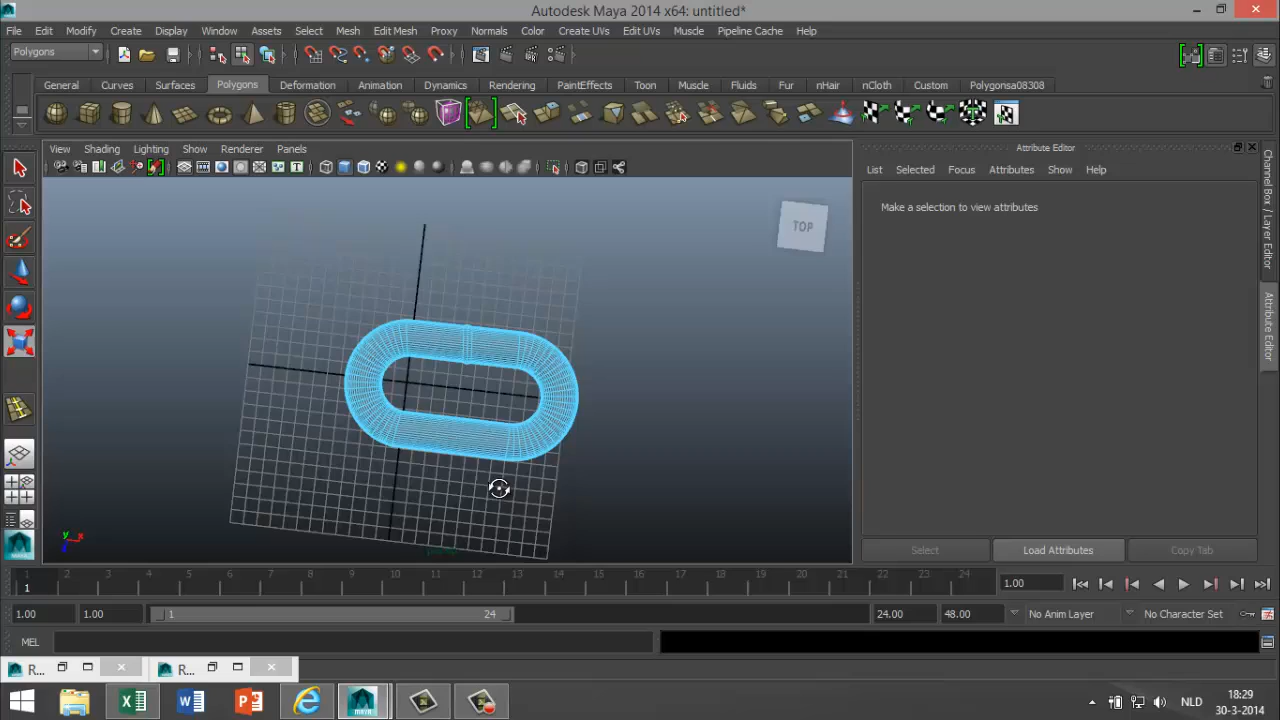 Autodesk Maya 2014 x64: untitled*
File Edit Modify Create Display Window Assets Select Mesh Edit Mesh Proxy Normals Color Create UVs Edit UVs Muscle Pipeline Cache Help
Polygons
General Curves Surfaces Polygons Deformation Animation Dynamics Rendering PaintEffects Toon Muscle Fluids Fur nHair nCloth Custom Polygonsa08308
View Shading Lighting Show Renderer Panels
Attribute Editor
List Selected Focus Attributes Show Help
Make a selection to view attributes
TOP
Channel Box / Layer Editor
Attribute Editor
y x
Select Load Attributes Copy Tab
1 2 3 4 5 6 7 8 9 10 11 12 13 14 15 16 17 18 19 20 21 22 23 24
1
1.00
1.00 1.00 1 24 24.00 48.00 No Anim Layer No Character Set
MEL
R... R...
18:29
NLD
30-3-2014